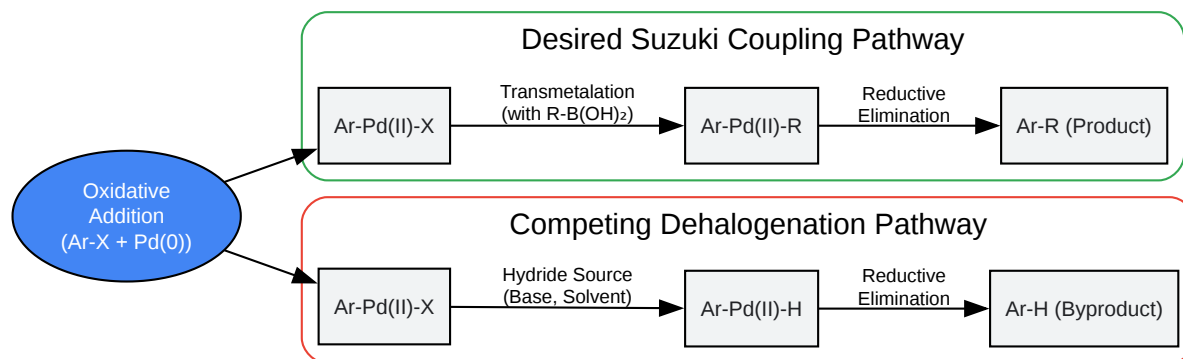 Desired Suzuki Coupling Pathway
Ar-Pd(II)-X
Transmetalation
(with R-B(OH)₂)
Ar-Pd(II)-R
Reductive
Elimination
Ar-R (Product)
Oxidative
Addition
(Ar-X + Pd(0))
Competing Dehalogenation Pathway
Ar-Pd(II)-X
Hydride Source
(Base, Solvent)
Ar-Pd(II)-H
Reductive
Elimination
Ar-H (Byproduct)